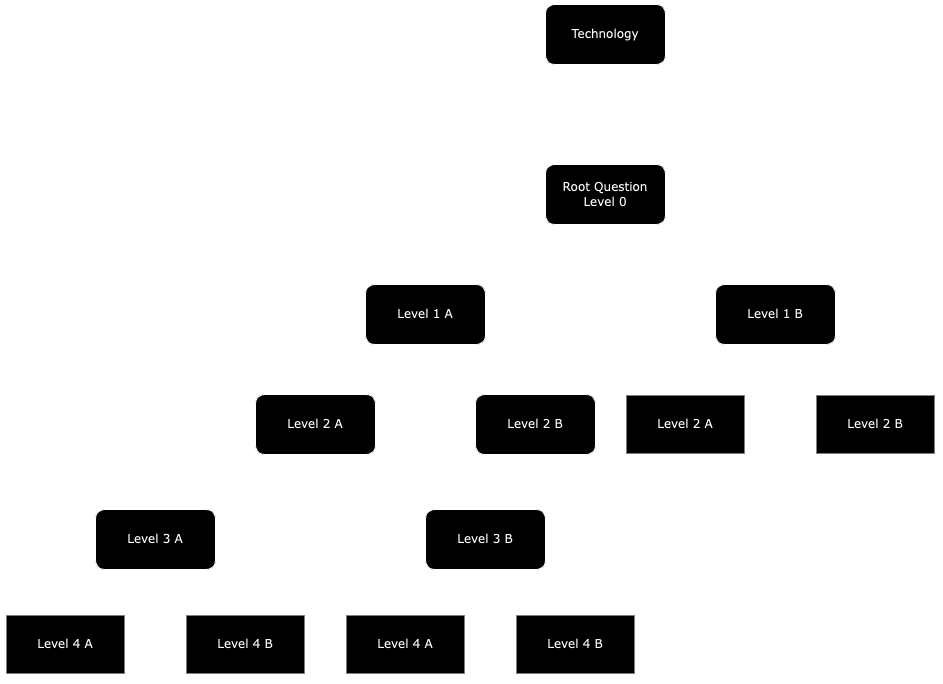 Technology
Root Question
Level 0
Level 1 A
Level 1 B
Level 2 A
Level 2 B
Level 2 A
Level 2 B
Level 3 A
Level 3 B
Level 4 A
Level 4 B
Level 4 A
Level 4 B